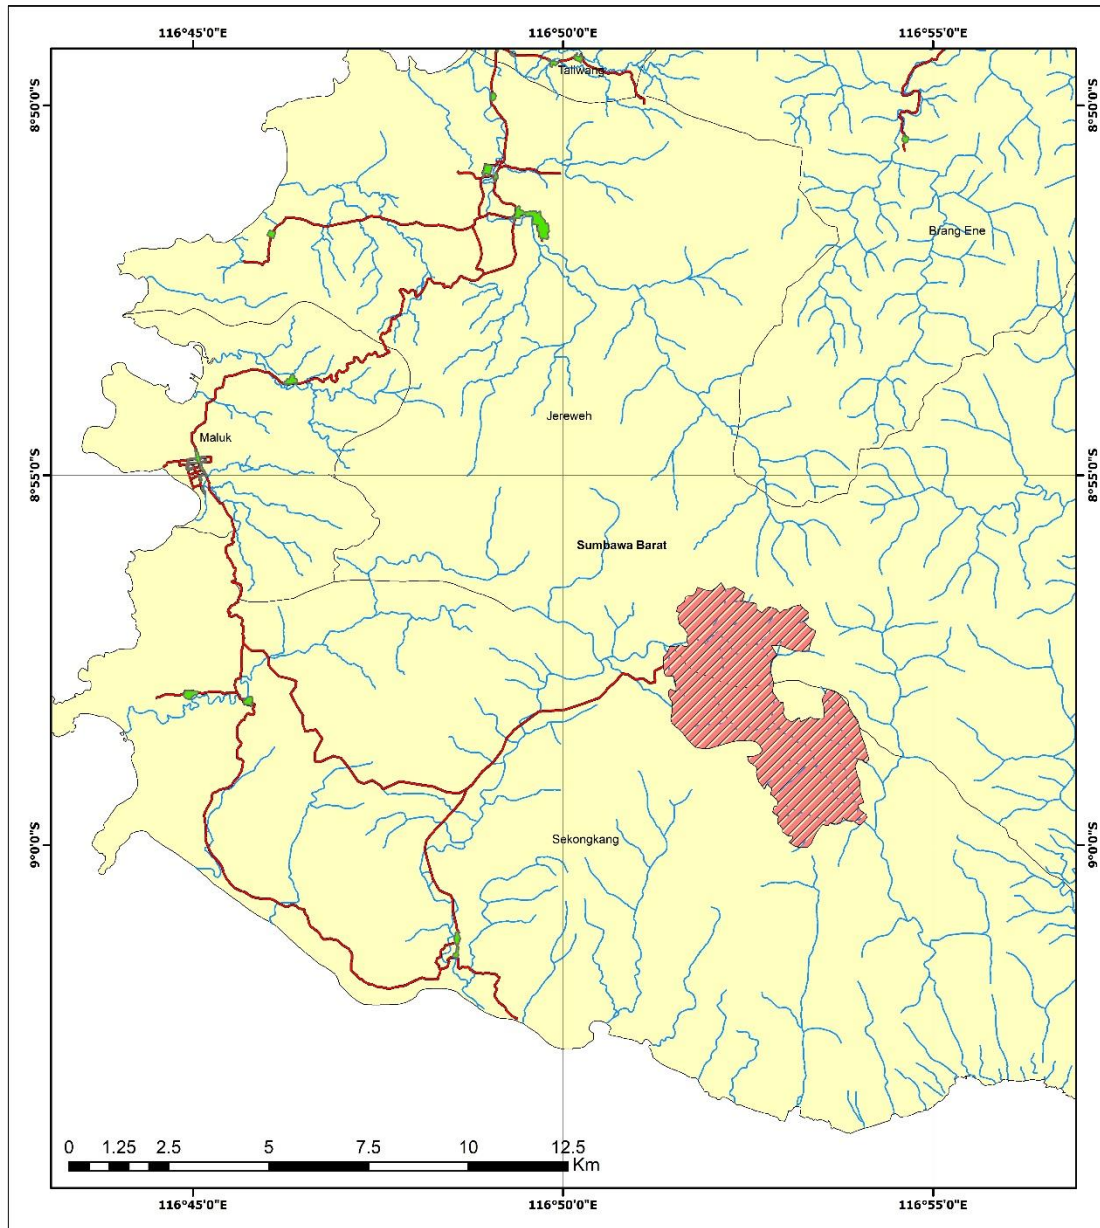 116°45'0"E 116°50'0"E 116°55'0"E
Taliwang
8°50'0"S 8°50'0"S
Brang Ene
Jereweh
Maluk
8°55'0"S 8°55'0"S
Sumbawa Barat
Sekongkang
9°0'0"S 9°0'0"S
0 1.25 2.5 5 7.5 10 12.5
Km
116°45'0"E 116°50'0"E 116°55'0"E